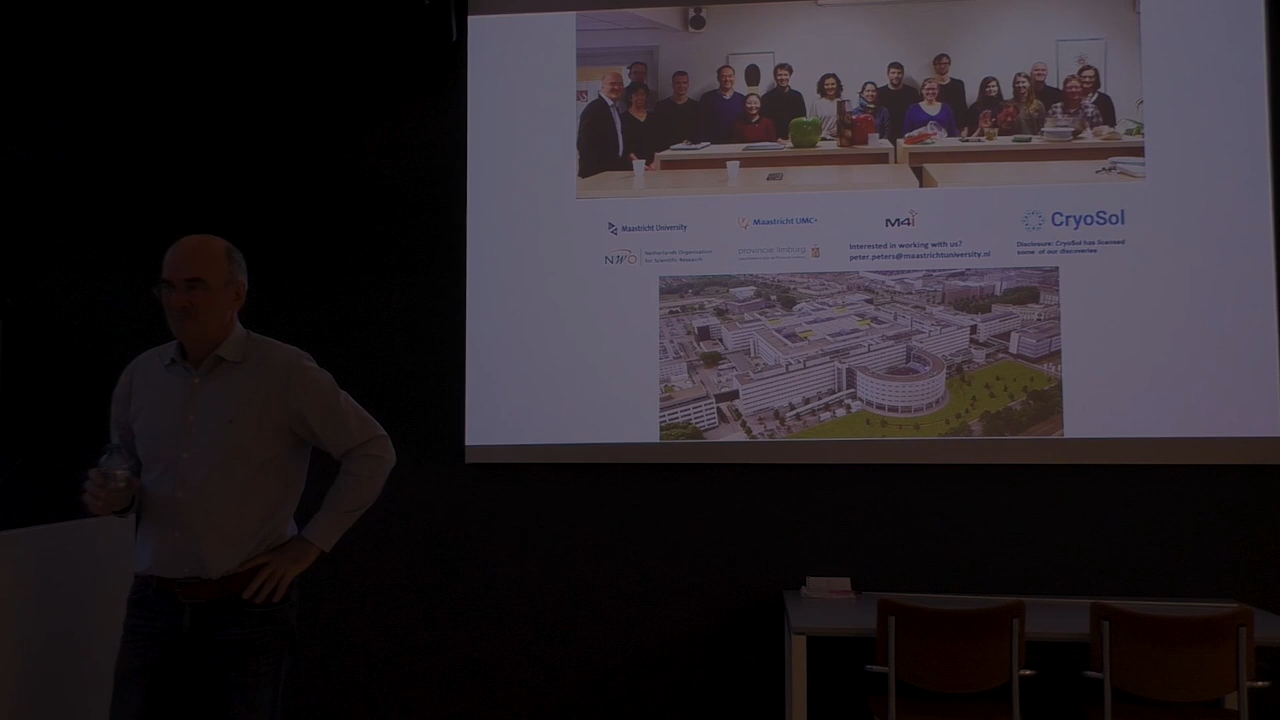 Maastricht University
Maastricht UMC+
M4i
CryoSol
NWO
Netherlands Organisation
for Scientific Research
provincie limburg
Interested in working with us?
peter.peters@maastrichtuniversity.nl
Disclosure: CryoSol has licensed
some of our discoveries